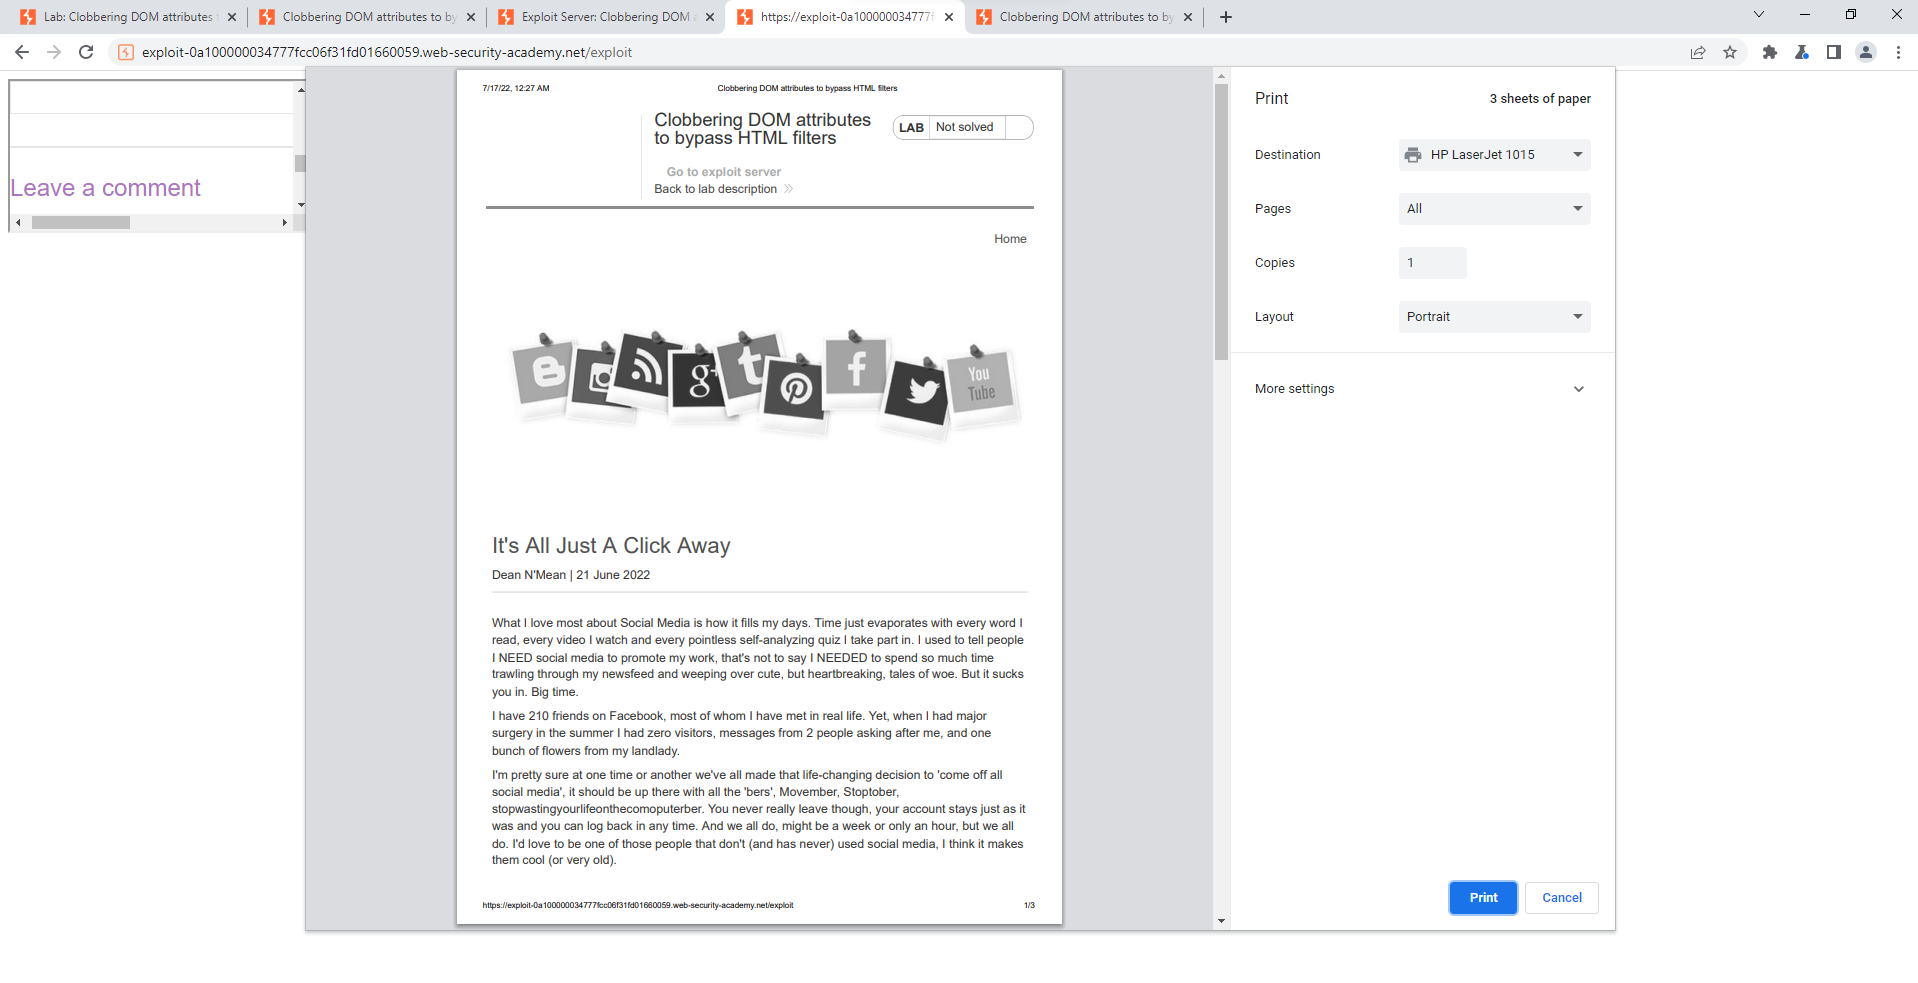 Lab: Clobbering DOM attributes
Clobbering DOM attributes to by
Exploit Server: Clobbering DOM
https://exploit-0a100000034777f
Clobbering DOM attributes to by
exploit-0a100000034777fcc06f31fd01660059.web-security-academy.net/exploit
Leave a comment
7/17/22, 12:27 AM
Clobbering DOM attributes to bypass HTML filters
Clobbering DOM attributes
to bypass HTML filters
LAB Not solved
Go to exploit server
Back to lab description
Home
g+
t
f
You
Tube
It's All Just A Click Away
Dean N'Mean | 21 June 2022
What I love most about Social Media is how it fills my days. Time just evaporates with every word I
read, every video I watch and every pointless self-analyzing quiz I take part in. I used to tell people
I NEED social media to promote my work, that's not to say I NEEDED to spend so much time
trawling through my newsfeed and weeping over cute, but heartbreaking, tales of woe. But it sucks
you in. Big time.
I have 210 friends on Facebook, most of whom I have met in real life. Yet, when I had major
surgery in the summer I had zero visitors, messages from 2 people asking after me, and one
bunch of flowers from my landlady.
I'm pretty sure at one time or another we've all made that life-changing decision to 'come off all
social media', it should be up there with all the 'bers', Movember, Stoptober,
stopwastingyourlifeonthecomoputerber. You never really leave though, your account stays just as it
was and you can log back in any time. And we all do, might be a week or only an hour, but we all
do. I'd love to be one of those people that don't (and has never) used social media, I think it makes
them cool (or very old).
https://exploit-0a100000034777fcc06f31fd01660059.web-security-academy.net/exploit
1/3
Print
3 sheets of paper
Destination
HP LaserJet 1015
Pages
All
Copies
1
Layout
Portrait
More settings
Print
Cancel